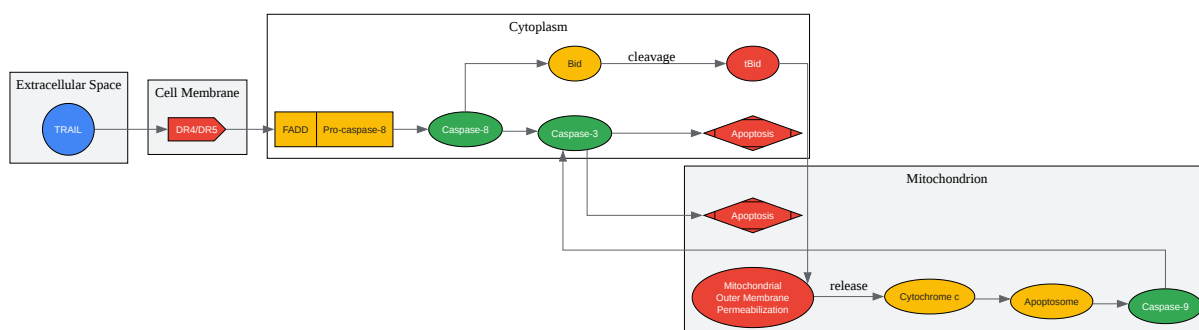 Cytoplasm
Extracellular Space
Cell Membrane
Bid
cleavage
tBid
TRAIL
DR4/DR5
FADD
Pro-caspase-8
Caspase-8
Caspase-3
Apoptosis
Mitochondrion
Apoptosis
Mitochondrial
Outer Membrane
Permeabilization
release
Cytochrome c
Apoptosome
Caspase-9